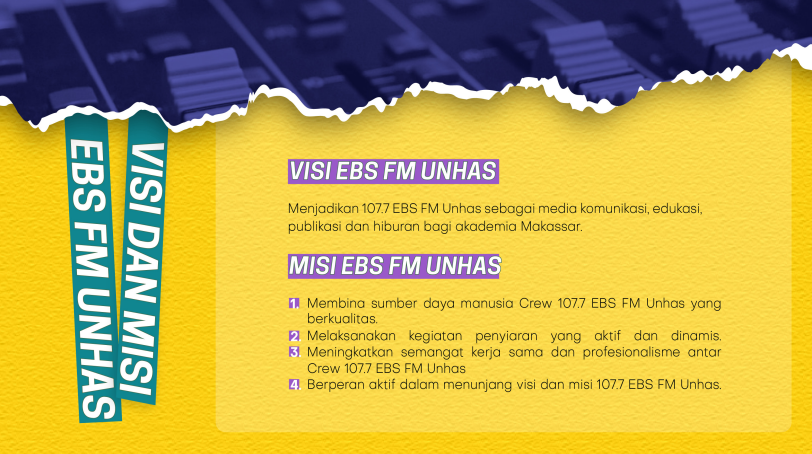 VISI DAN MISI
EBS FM UNHAS
VISI EBS FM UNHAS
Menjadikan 107.7 EBS FM Unhas sebagai media komunikasi, edukasi,
publikasi dan hiburan bagi akademia Makassar.
MISI EBS FM UNHAS
1. Membina sumber daya manusia Crew 107.7 EBS FM Unhas yang
berkualitas.
2. Melaksanakan kegiatan penyiaran yang aktif dan dinamis.
3. Meningkatkan semangat kerja sama dan profesionalisme antar
Crew 107.7 EBS FM Unhas
4. Berperan aktif dalam menunjang visi dan misi 107.7 EBS FM Unhas.